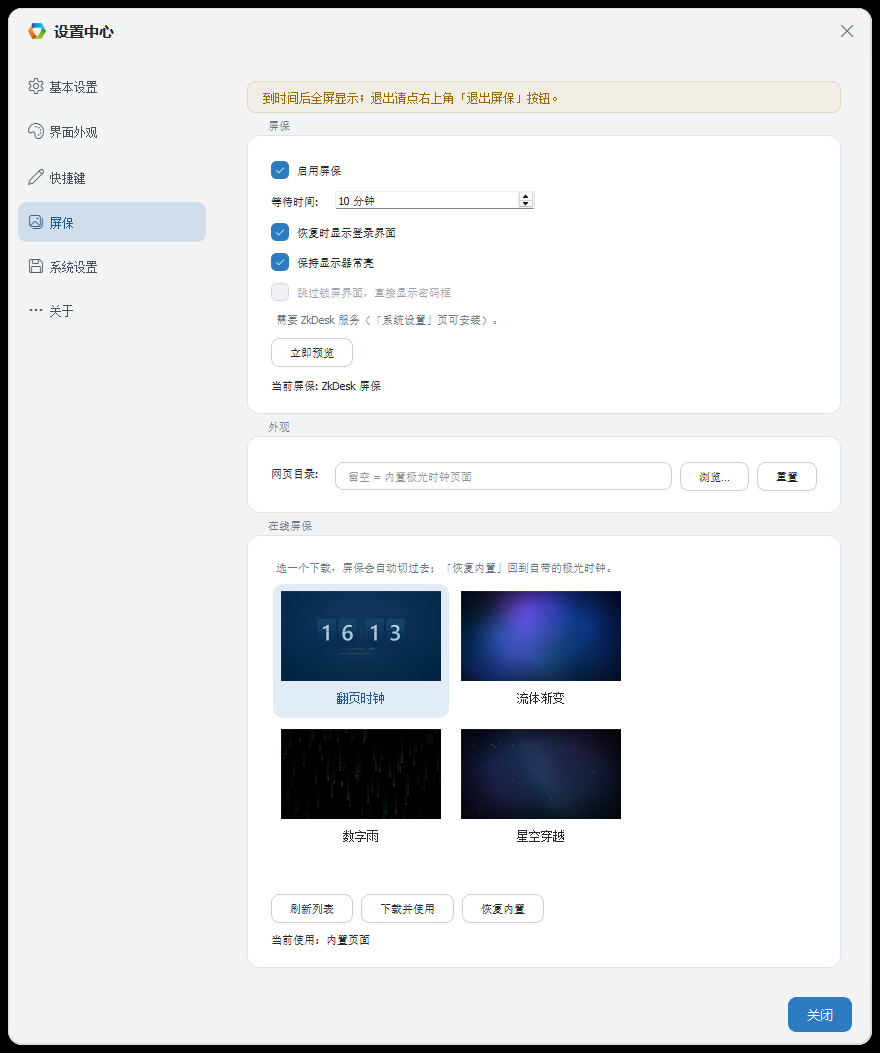 设置中心
基本设置
界面外观
快捷键
屏保
系统设置
关于
到时间后全屏显示；退出请点右上角「退出屏保」按钮。
屏保
启用屏保
等待时间: 10 分钟
恢复时显示登录界面
保持显示器常亮
跳过锁屏界面，直接显示密码框
需要 ZkDesk 服务（「系统设置」页可安装）。
立即预览
当前屏保: ZkDesk 屏保
外观
网页目录: 留空 = 内置极光时钟页面 浏览... 重置
在线屏保
选一个下载，屏保会自动切过去；「恢复内置」回到自带的极光时钟。
16 13
翻页时钟 流体渐变
数字雨 星空穿越
刷新列表 下载并使用 恢复内置
当前使用：内置页面
关闭